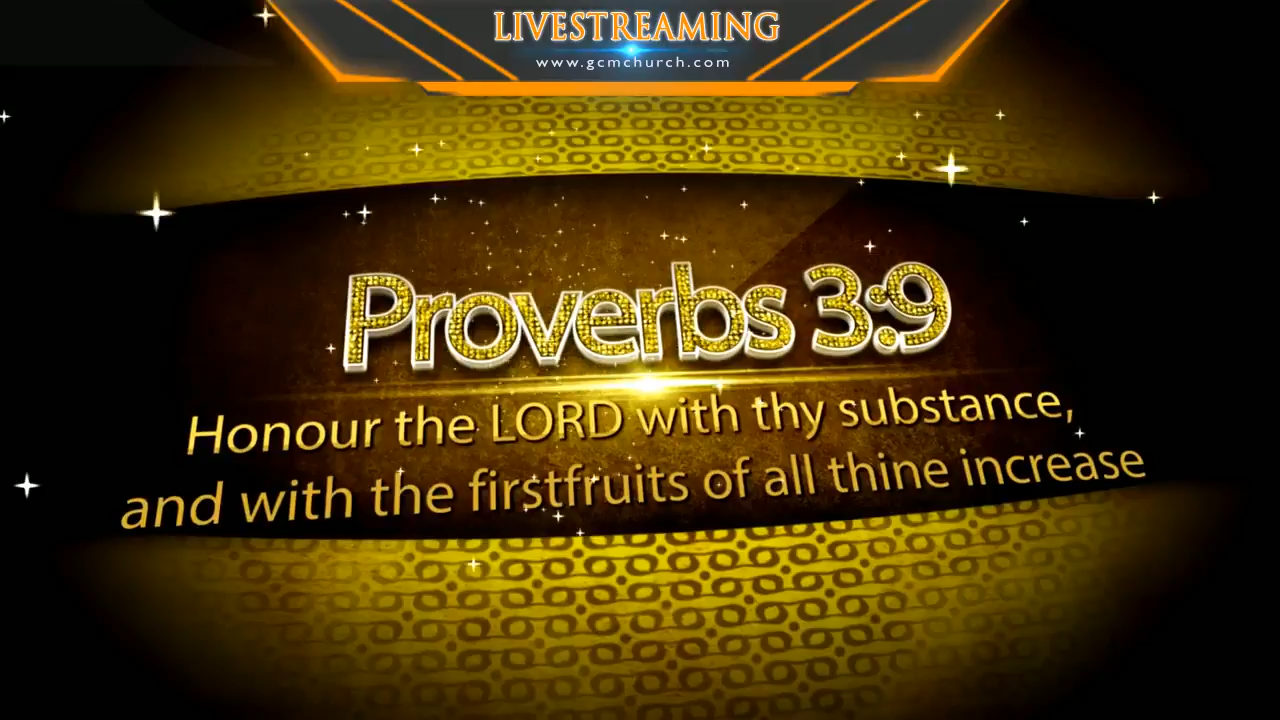 LIVESTREAMING
www.gcmchurch.com
Proverbs 3:9
Honour the LORD with thy substance,
and with the firstfruits of all thine increase